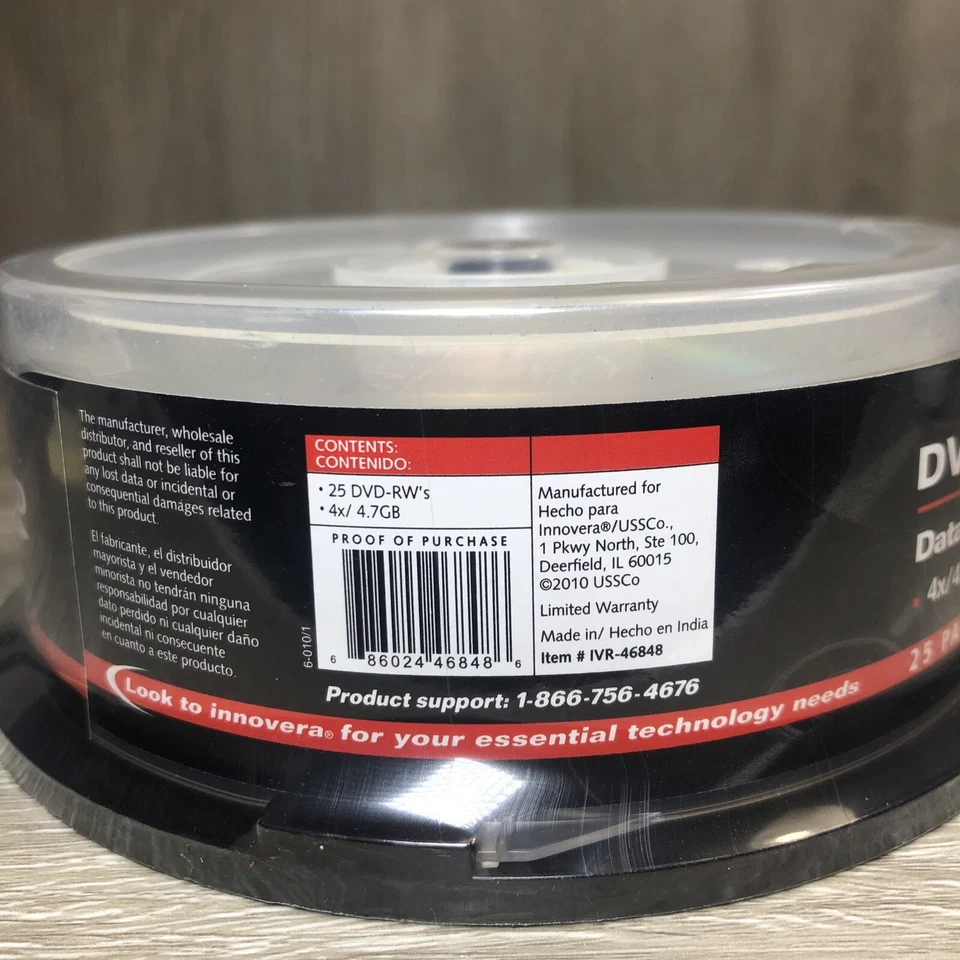 The manufacturer, wholesale
distributor, and reseller of this
product shall not be liable for
any lost data or incidental or
consequential damages related
to this product.
El fabricante, el distribuidor
mayorista y el vendedor
minorista no tendrán ninguna
responsabilidad por cualquier
dato perdido ni cualquier daño
incidental ni consecuente
en cuanto a este producto.
CONTENTS:
CONTENIDO:
• 25 DVD-RW's
• 4x/ 4.7GB
PROOF OF PURCHASE
6-010/1
6 86024 46848 6
Manufactured for
Hecho para
Innovera®/USSCo.,
1 Pkwy North, Ste 100,
Deerfield, IL 60015
©2010 USSCo
Limited Warranty
Made in/ Hecho en India
Item # IVR-46848
Product support: 1-866-756-4676
Look to innovera® for your essential technology needs
DV
Data
• 4x/4
25 PA